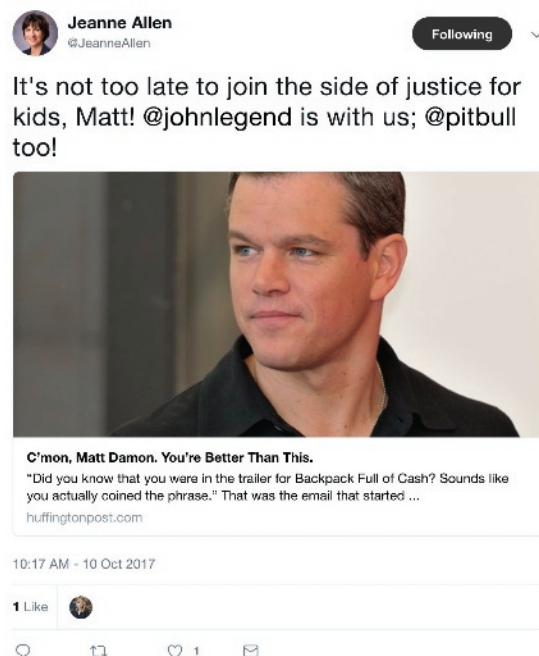 Jeanne Allen
@JeanneAllen
Following
It's not too late to join the side of justice for
kids, Matt! @johnlegend is with us; @pitbull
too!
C'mon, Matt Damon. You're Better Than This.
"Did you know that you were in the trailer for Backpack Full of Cash? Sounds like
you actually coined the phrase." That was the email that started ...
huffingtonpost.com
10:17 AM - 10 Oct 2017
1 Like
1